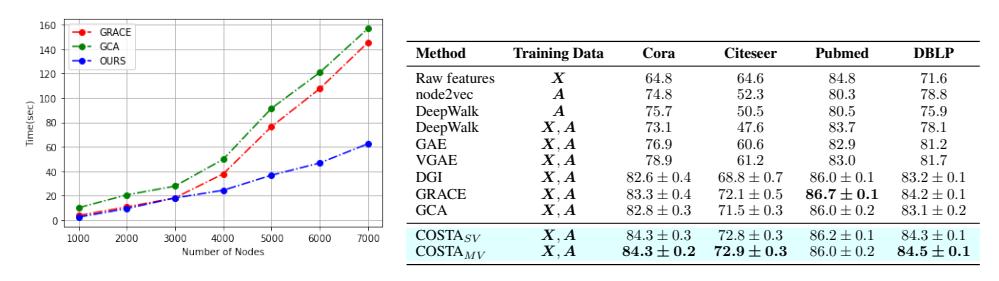 160
140
120
100
80
60
40
20
0
Time(sec)
GRACE
GCA
OURS
1000 2000 3000 4000 5000 6000 7000
Number of Nodes
Method Training Data Cora Citeseer Pubmed DBLP
Raw features X 64.8 64.6 84.8 71.6
node2vec A 74.8 52.3 80.3 78.8
DeepWalk A 75.7 50.5 80.5 75.9
DeepWalk X, A 73.1 47.6 83.7 78.1
GAE X, A 76.9 60.6 82.9 81.2
VGAE X, A 78.9 61.2 83.0 81.7
DGI X, A 82.6 ± 0.4 68.8 ± 0.7 86.0 ± 0.1 83.2 ± 0.1
GRACE X, A 83.3 ± 0.4 72.1 ± 0.5 86.7 ± 0.1 84.2 ± 0.1
GCA X, A 82.8 ± 0.3 71.5 ± 0.3 86.0 ± 0.2 83.1 ± 0.2
COSTA_SV X, A 84.3 ± 0.3 72.8 ± 0.3 86.2 ± 0.1 84.3 ± 0.1
COSTA_MV X, A 84.3 ± 0.2 72.9 ± 0.3 86.0 ± 0.2 84.5 ± 0.1